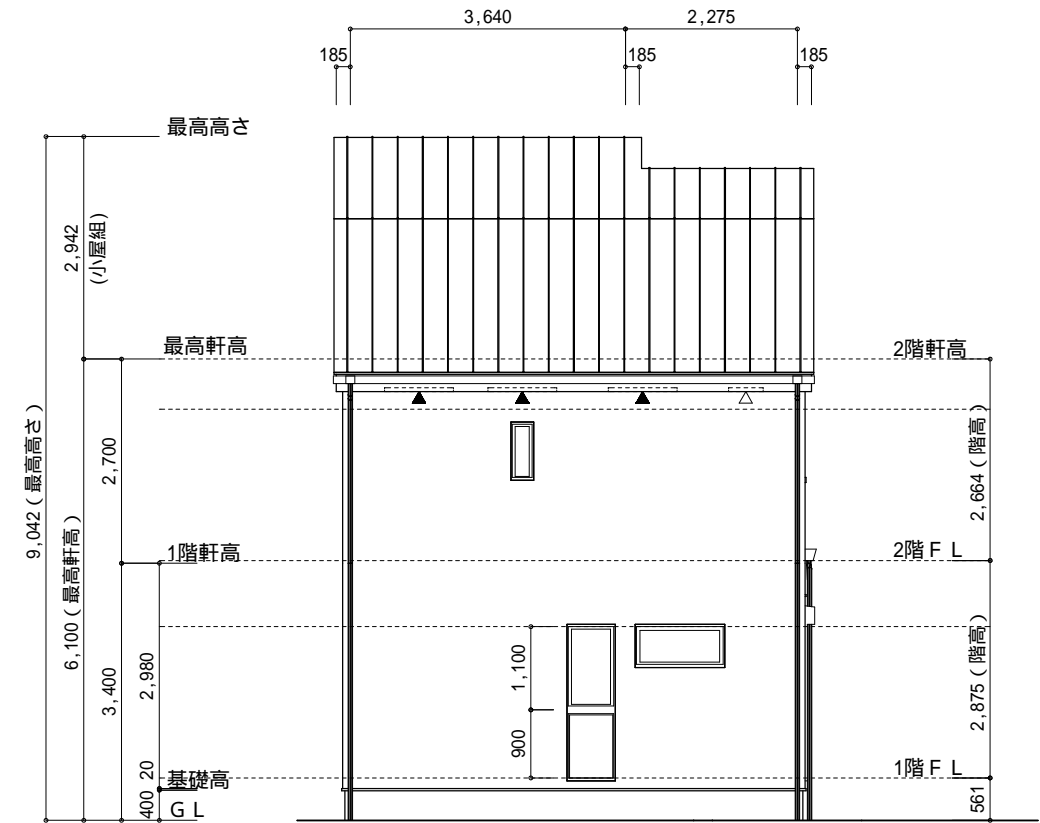 3,640
2,275
185
185
185
最高高さ
2,942
(小屋組)
最高軒高
2階軒高
9,042 ( 最高高さ )
6,100 ( 最高軒高 )
2,700
2,664 ( 階高 )
1階軒高
2階ＦＬ
3,400
2,980
1,100
900
2,875 ( 階高 )
20
基礎高
1階ＦＬ
400
ＧＬ
561